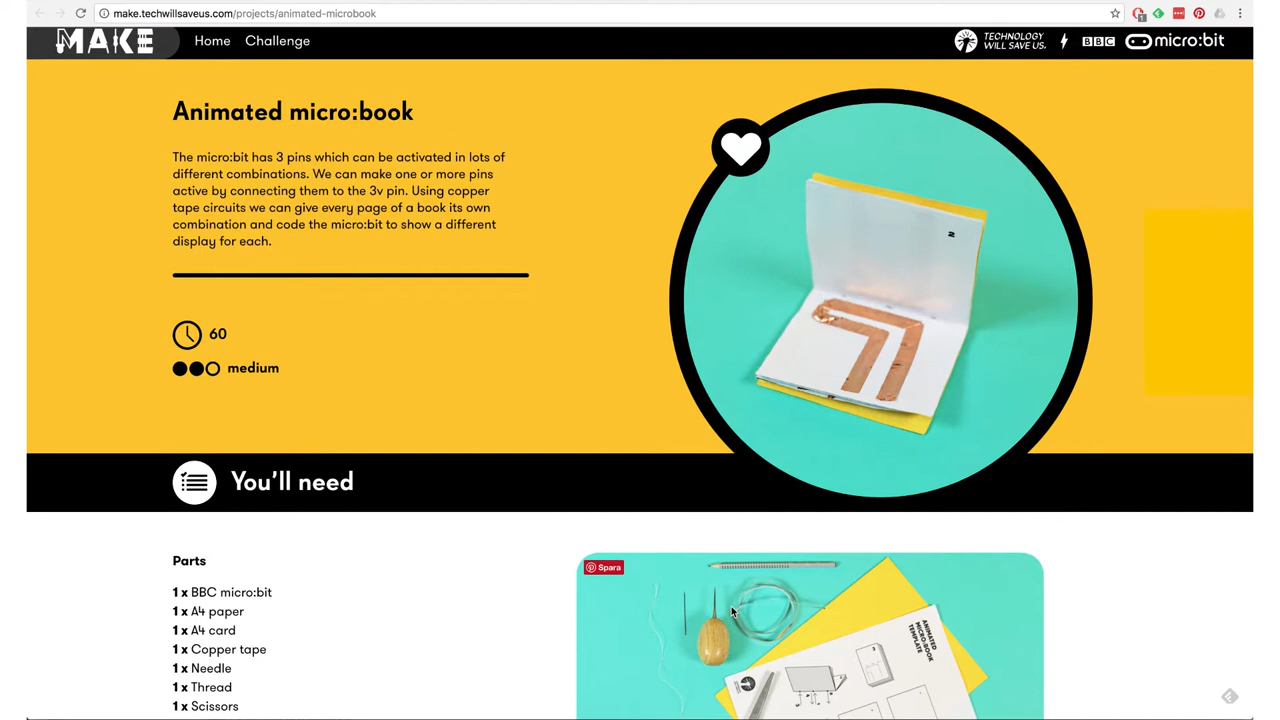 make.techwillsaveus.com/projects/animated-microbook
MAKE
Home
Challenge
TECHNOLOGY
WILL SAVE US.
BBC
micro:bit
Animated micro:book
The micro:bit has 3 pins which can be activated in lots of
different combinations. We can make one or more pins
active by connecting them to the 3v pin. Using copper
tape circuits we can give every page of a book its own
combination and code the micro:bit to show a different
display for each.
60
medium
You'll need
Parts
1 x BBC micro:bit
1 x A4 paper
1 x A4 card
1 x Copper tape
1 x Needle
1 x Thread
1 x Scissors
Spara
ANIMATED
MICRO-BOOK
TEMPLATE